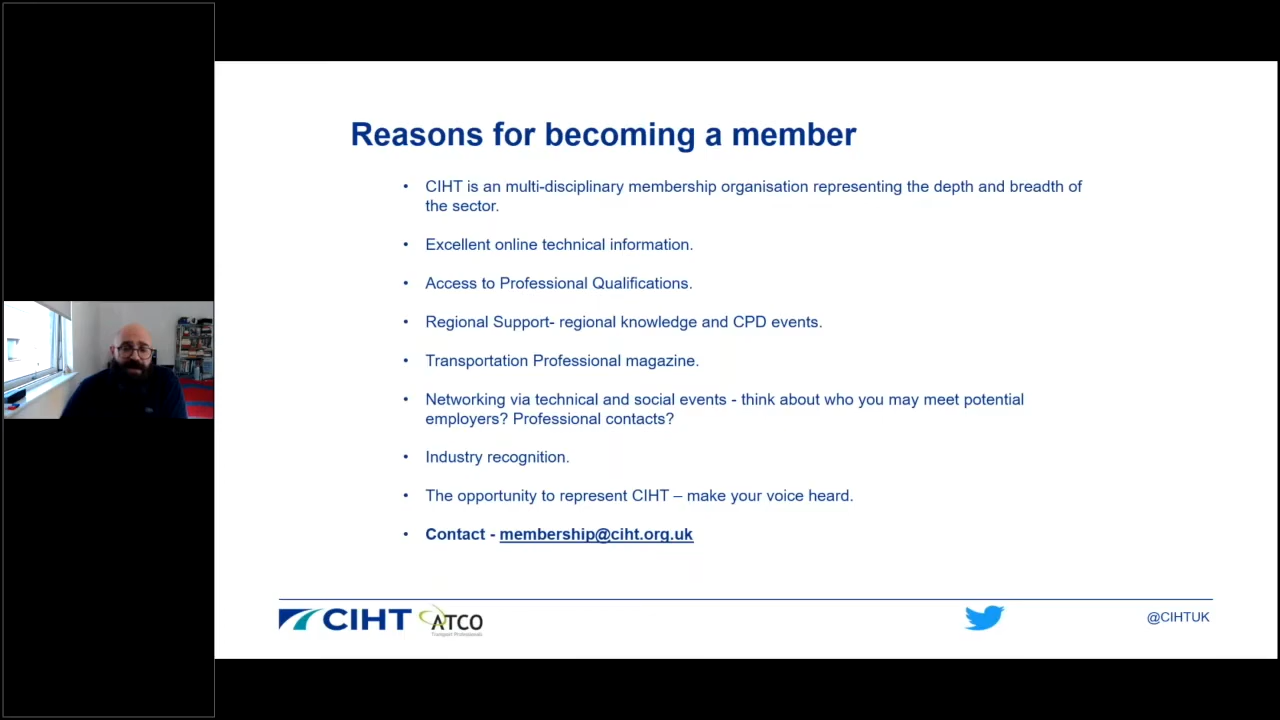 Reasons for becoming a member
• CIHT is an multi-disciplinary membership organisation representing the depth and breadth of
the sector.
• Excellent online technical information.
• Access to Professional Qualifications.
• Regional Support- regional knowledge and CPD events.
• Transportation Professional magazine.
• Networking via technical and social events - think about who you may meet potential
employers? Professional contacts?
• Industry recognition.
• The opportunity to represent CIHT – make your voice heard.
• Contact - membership@ciht.org.uk
CIHT
ATCO
Transport Professionals
@CIHTUK